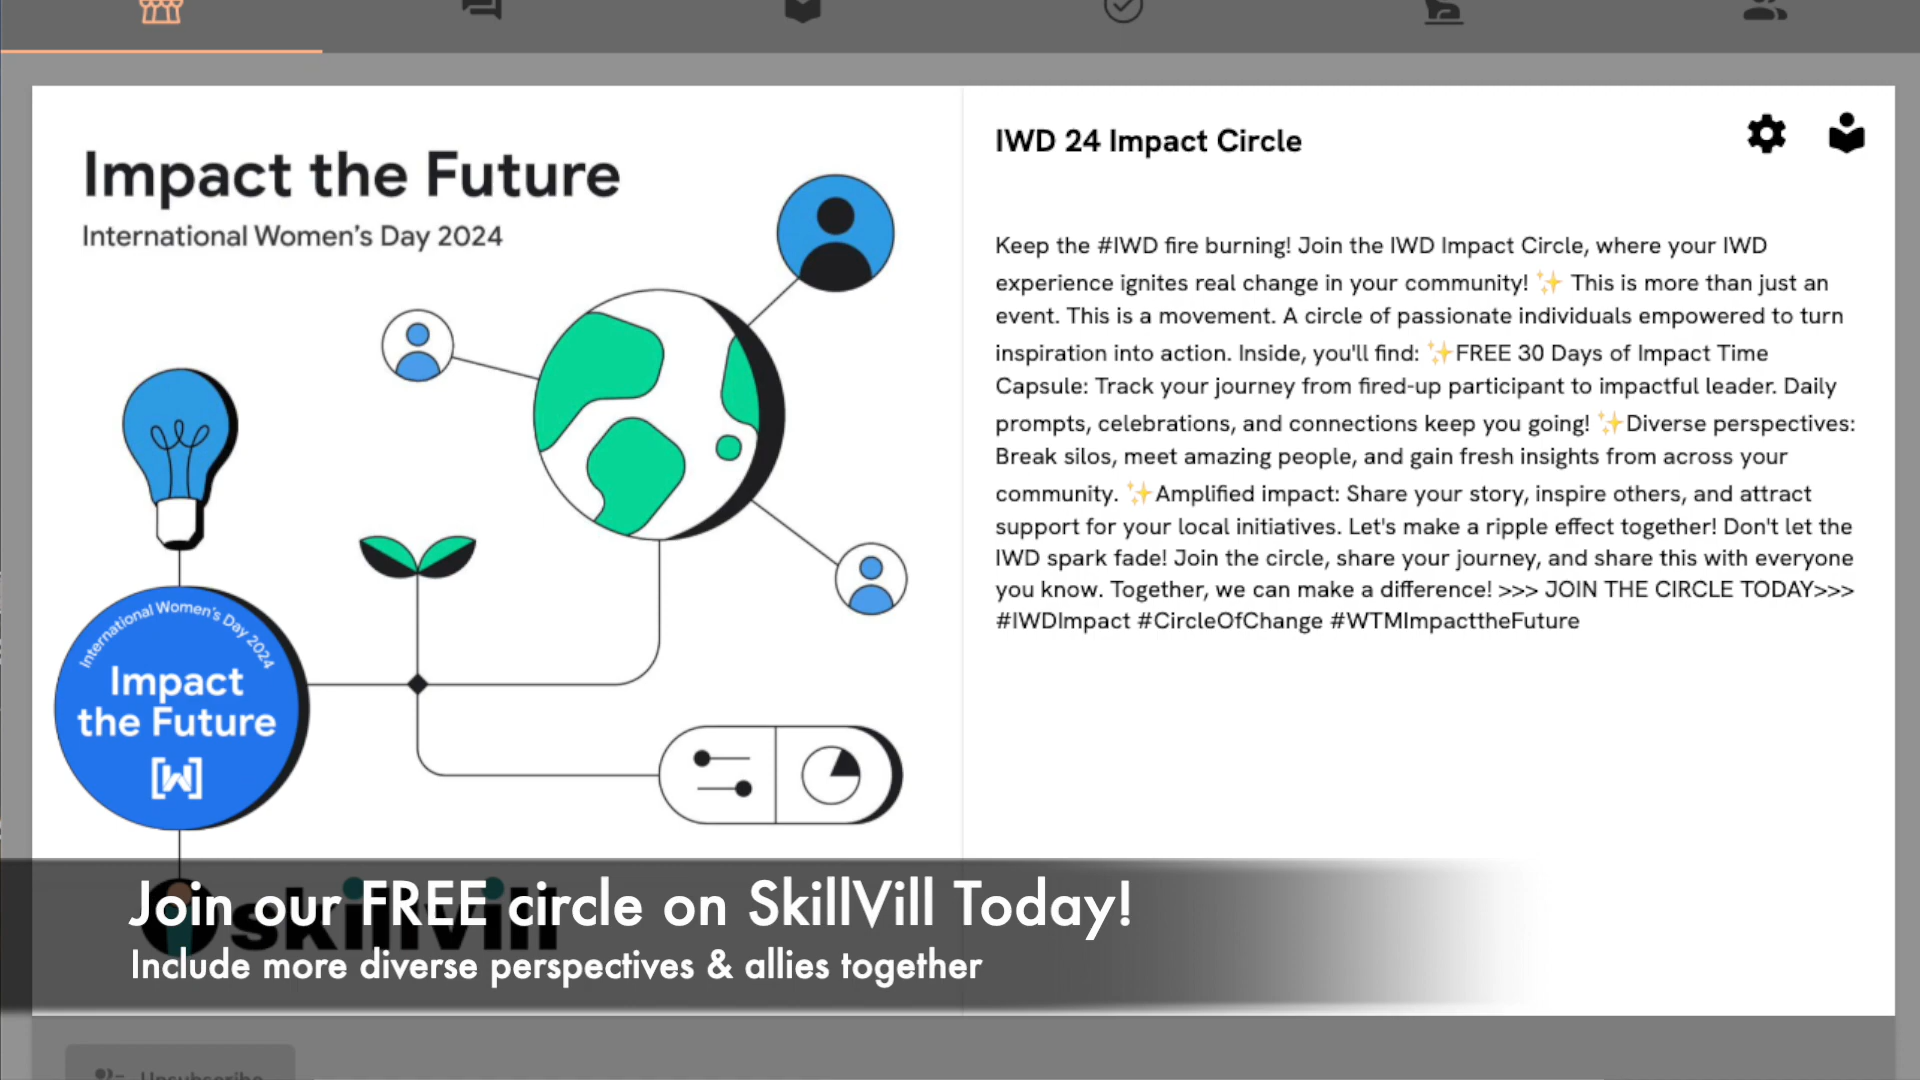 Impact the Future
International Women's Day 2024
International Women's Day 2024
Impact
the Future
[W]
IWD 24 Impact Circle
Keep the #IWD fire burning! Join the IWD Impact Circle, where your IWD
experience ignites real change in your community! ✨ This is more than just an
event. This is a movement. A circle of passionate individuals empowered to turn
inspiration into action. Inside, you'll find: ✨FREE 30 Days of Impact Time
Capsule: Track your journey from fired-up participant to impactful leader. Daily
prompts, celebrations, and connections keep you going! ✨Diverse perspectives:
Break silos, meet amazing people, and gain fresh insights from across your
community. ✨Amplified impact: Share your story, inspire others, and attract
support for your local initiatives. Let's make a ripple effect together! Don't let the
IWD spark fade! Join the circle, share your journey, and share this with everyone
you know. Together, we can make a difference! >>> JOIN THE CIRCLE TODAY>>>
#IWDImpact #CircleOfChange #WTMImpacttheFuture
skillvill
Join our FREE circle on SkillVill Today!
Include more diverse perspectives & allies together
Unsubscribe